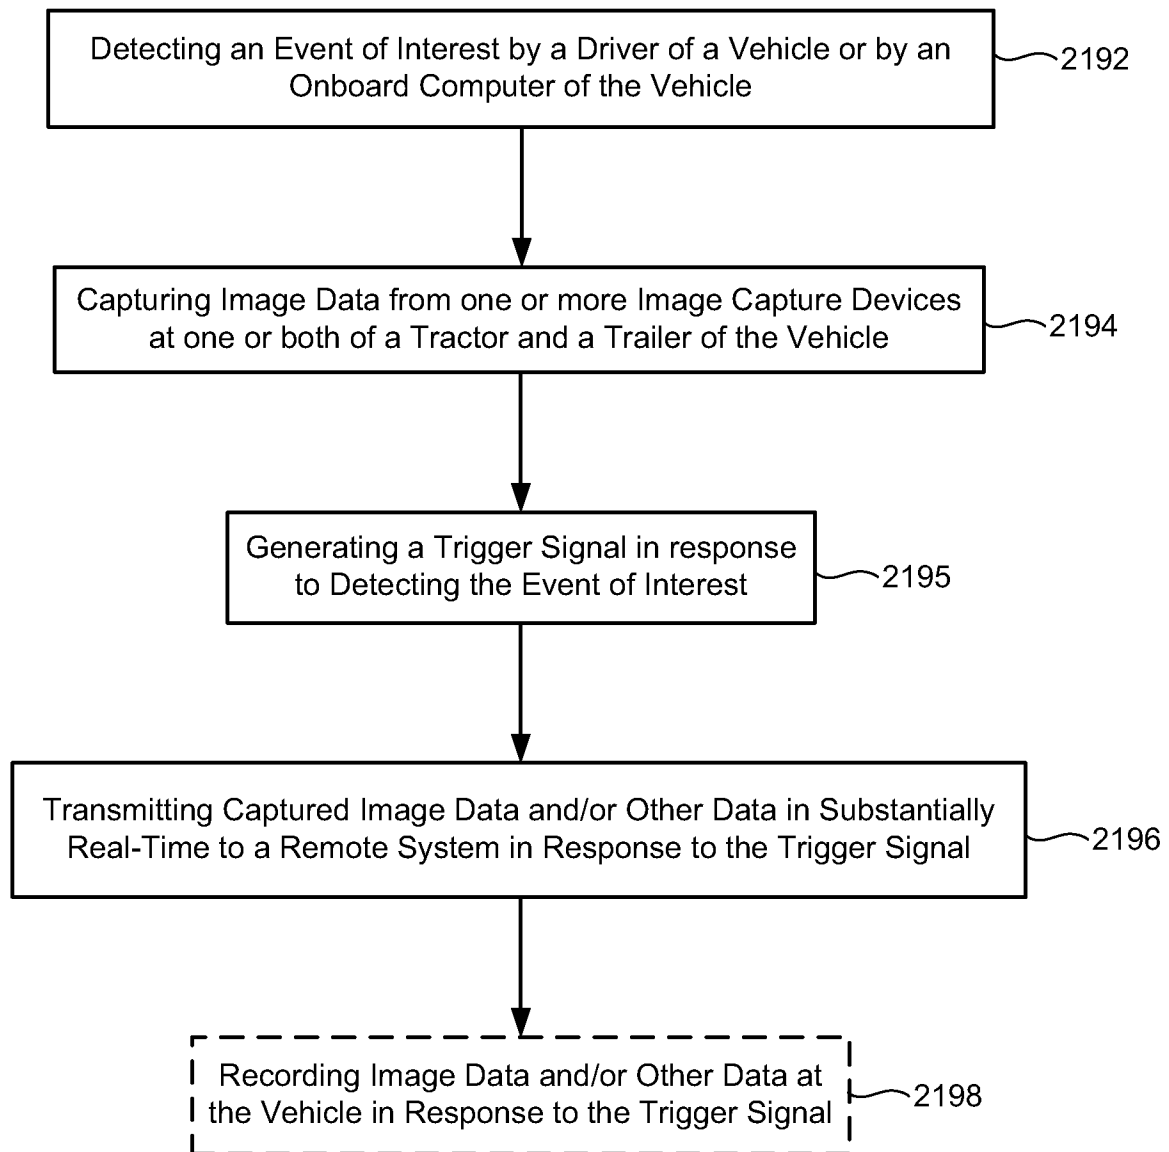 Detecting an Event of Interest by a Driver of a Vehicle or by an
Onboard Computer of the Vehicle
2192
Capturing Image Data from one or more Image Capture Devices
at one or both of a Tractor and a Trailer of the Vehicle
2194
Generating a Trigger Signal in response
to Detecting the Event of Interest
2195
Transmitting Captured Image Data and/or Other Data in Substantially
Real-Time to a Remote System in Response to the Trigger Signal
2196
Recording Image Data and/or Other Data at
the Vehicle in Response to the Trigger Signal
2198